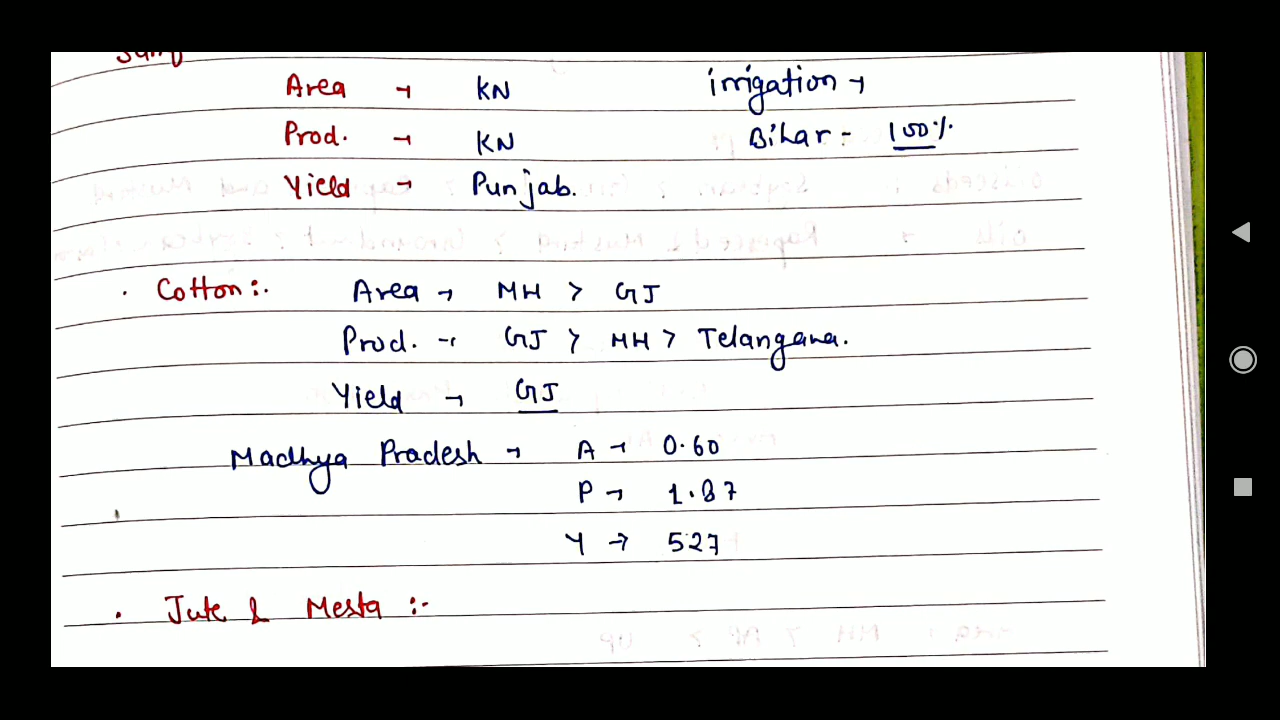 Area → KN irrigation →
Prod. → KN Bihar - 100%
Yield → Punjab.
· Cotton :- Area → MH > GJ
Prod. → GJ > MH > Telangana.
Yield → GJ
Madhya Pradesh → A → 0.60
P → 1.87
Y → 527
· Jute & Mesta :-